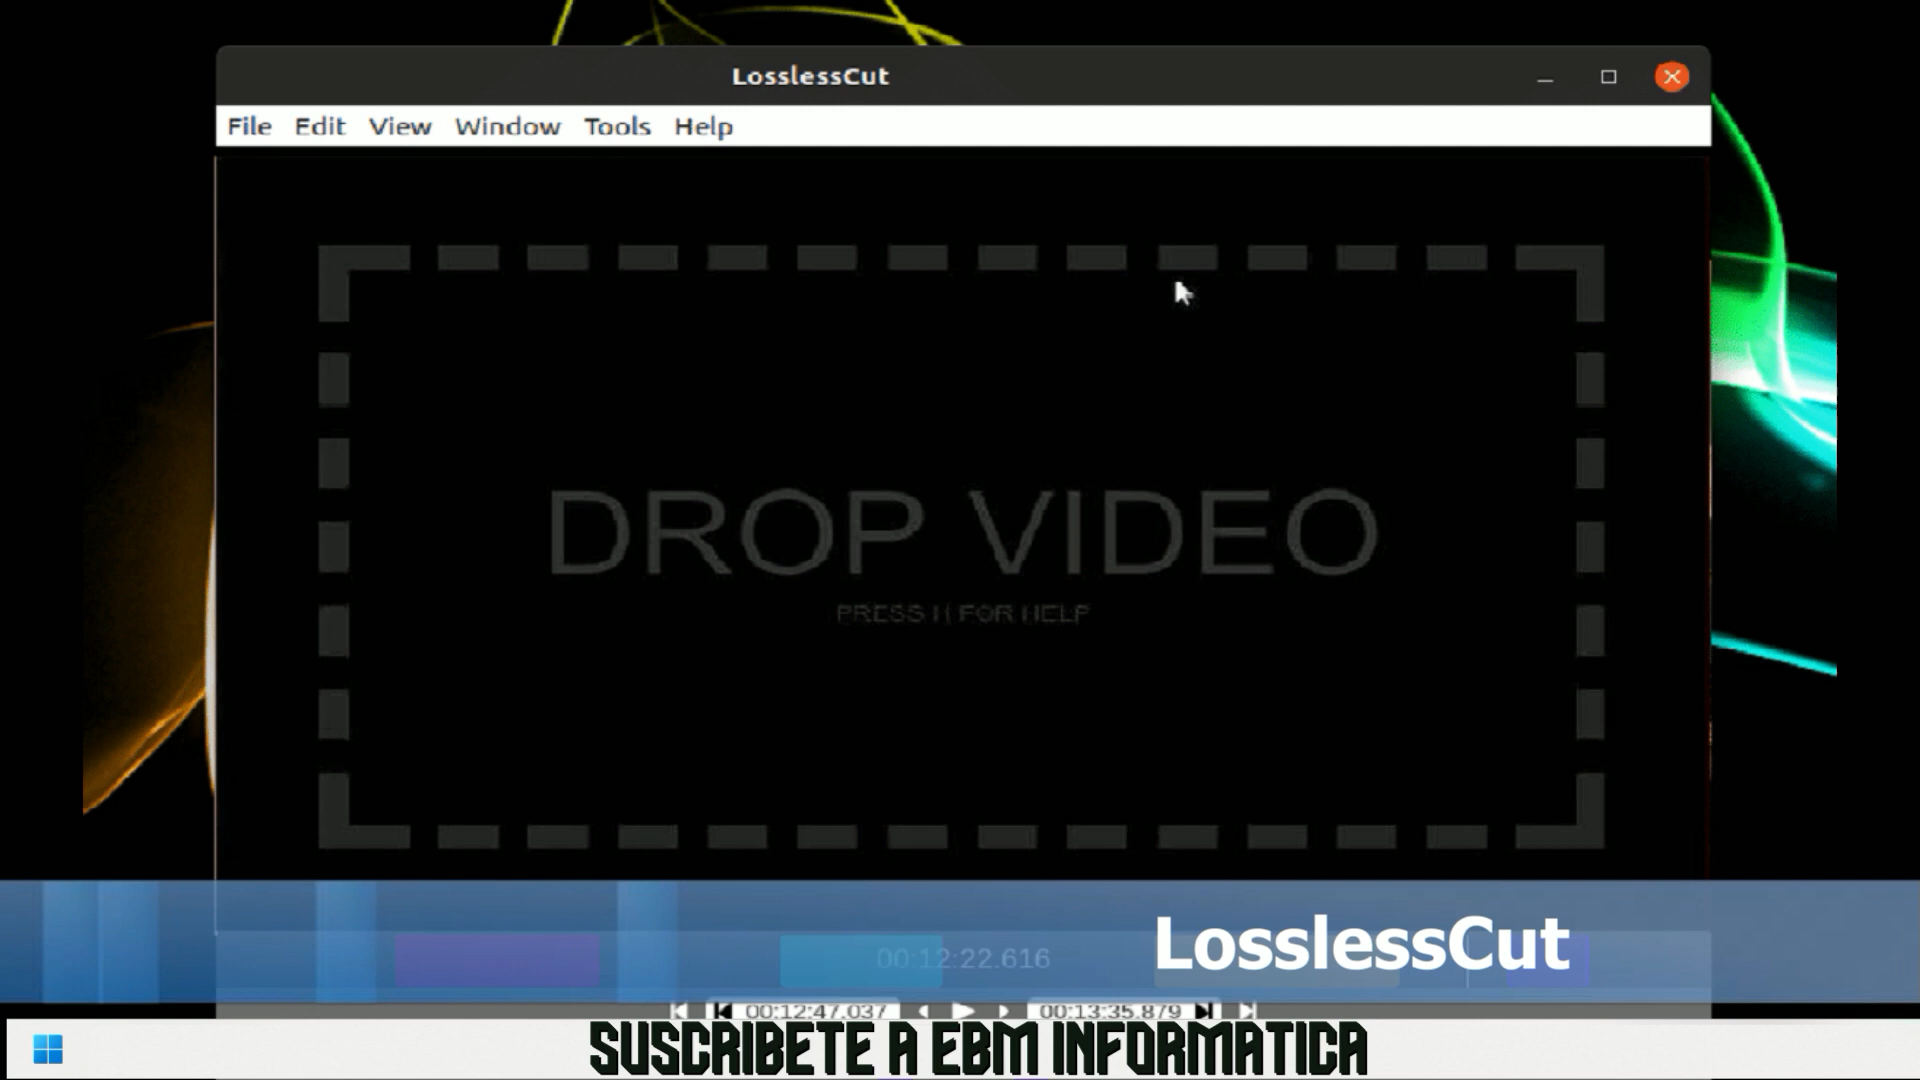 LosslessCut
File Edit View Window Tools Help
DROP VIDEO
PRESS H FOR HELP
LosslessCut
00:12:22.616
00:12:47.037 00:13:35.879
SUSCRIBETE A EBM INFORMATICA